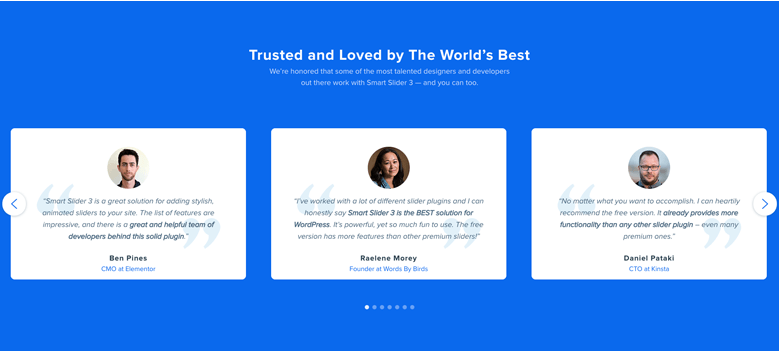 Trusted and Loved by The World’s Best
We’re honored that some of the most talented designers and developers
out there work with Smart Slider 3 — and you can too.
“Smart Slider 3 is a great solution for adding stylish,
animated sliders to your site. The list of features are
impressive, and there is a great and helpful team of
developers behind this solid plugin.”
Ben Pines
CMO at Elementor
“I’ve worked with a lot of different slider plugins and I can
honestly say Smart Slider 3 is the BEST solution for
WordPress. It’s powerful, yet so much fun to use. The free
version has more features than other premium sliders!”
Raelene Morey
Founder at Words By Birds
“No matter what you want to accomplish. I can heartily
recommend the free version. It already provides more
functionality than any other slider plugin – even many
premium ones.”
Daniel Pataki
CTO at Kinsta